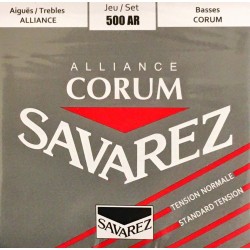 Aiguës / Trebles
ALLIANCE
Jeu / Set
500 AR
Basses
CORUM
ALLIANCE
CORUM
SAVAREZ
SAVAREZ
TENSION NORMALE
STANDARD TENSION